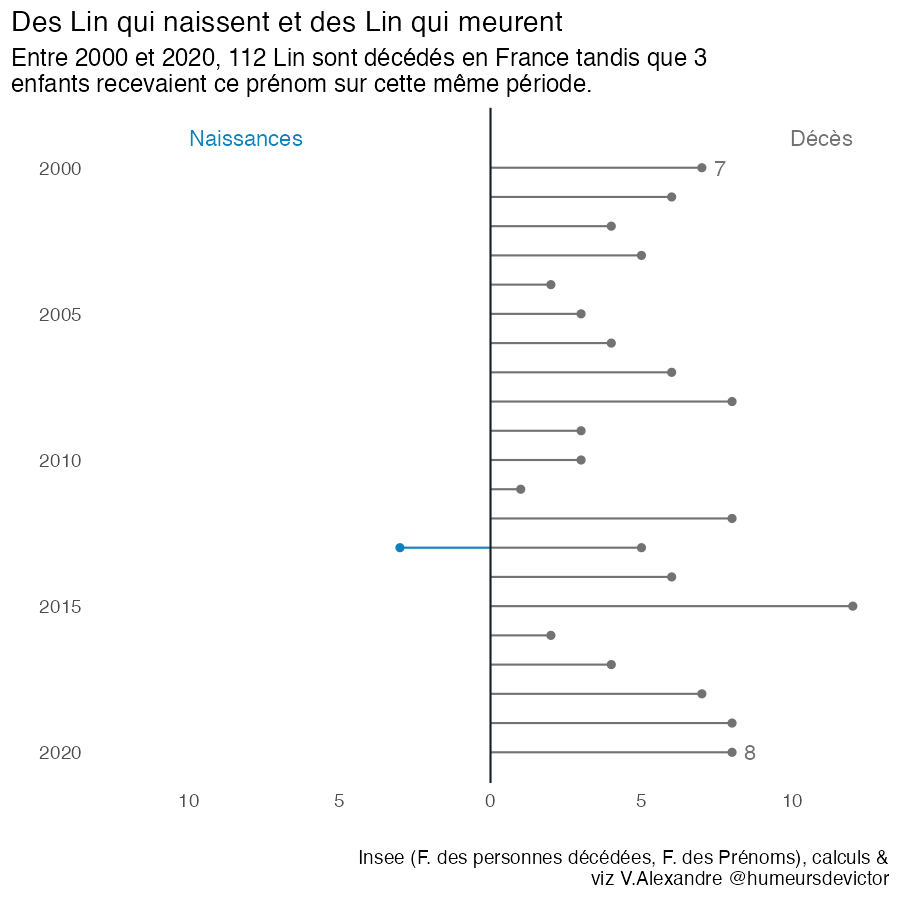 Des Lin qui naissent et des Lin qui meurent
Entre 2000 et 2020, 112 Lin sont décédés en France tandis que 3
enfants recevaient ce prénom sur cette même période.
Naissances
Décès
2000
7
2005
2010
2015
2020
8
10 5 0 5 10
Insee (F. des personnes décédées, F. des Prénoms), calculs &
viz V.Alexandre @humeursdevictor